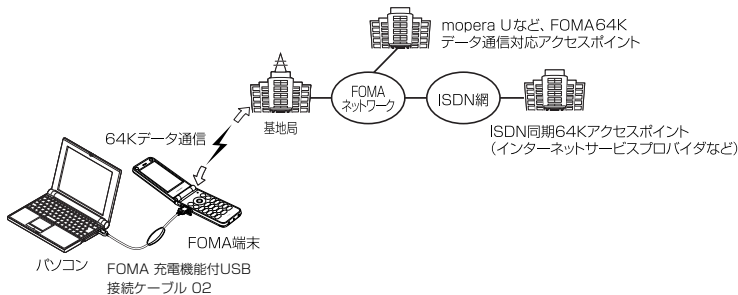 mopera Uなど、FOMA64K
データ通信対応アクセスポイント
FOMA
ネットワーク
ISDN網
基地局
ISDN同期64Kアクセスポイント
（インターネットサービスプロバイダなど）
64Kデータ通信
FOMA端末
パソコン
FOMA 充電機能付USB
接続ケーブル 02